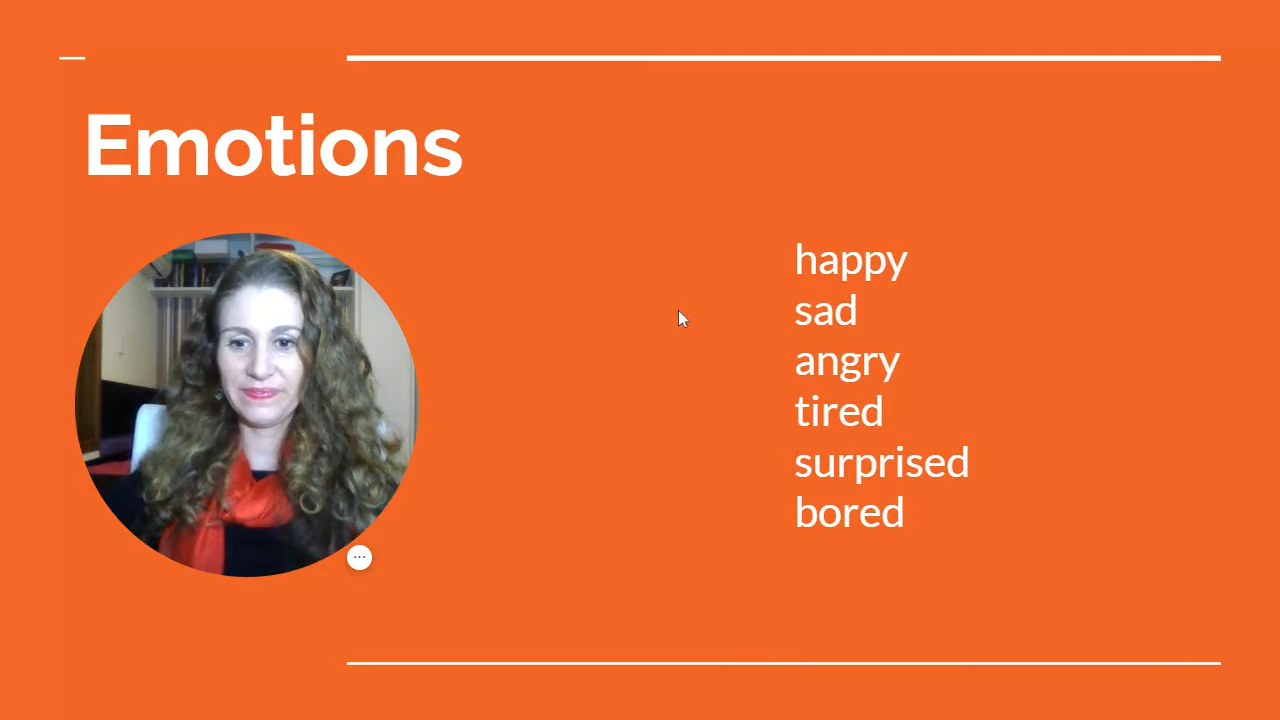 Emotions
happy
sad
angry
tired
surprised
bored